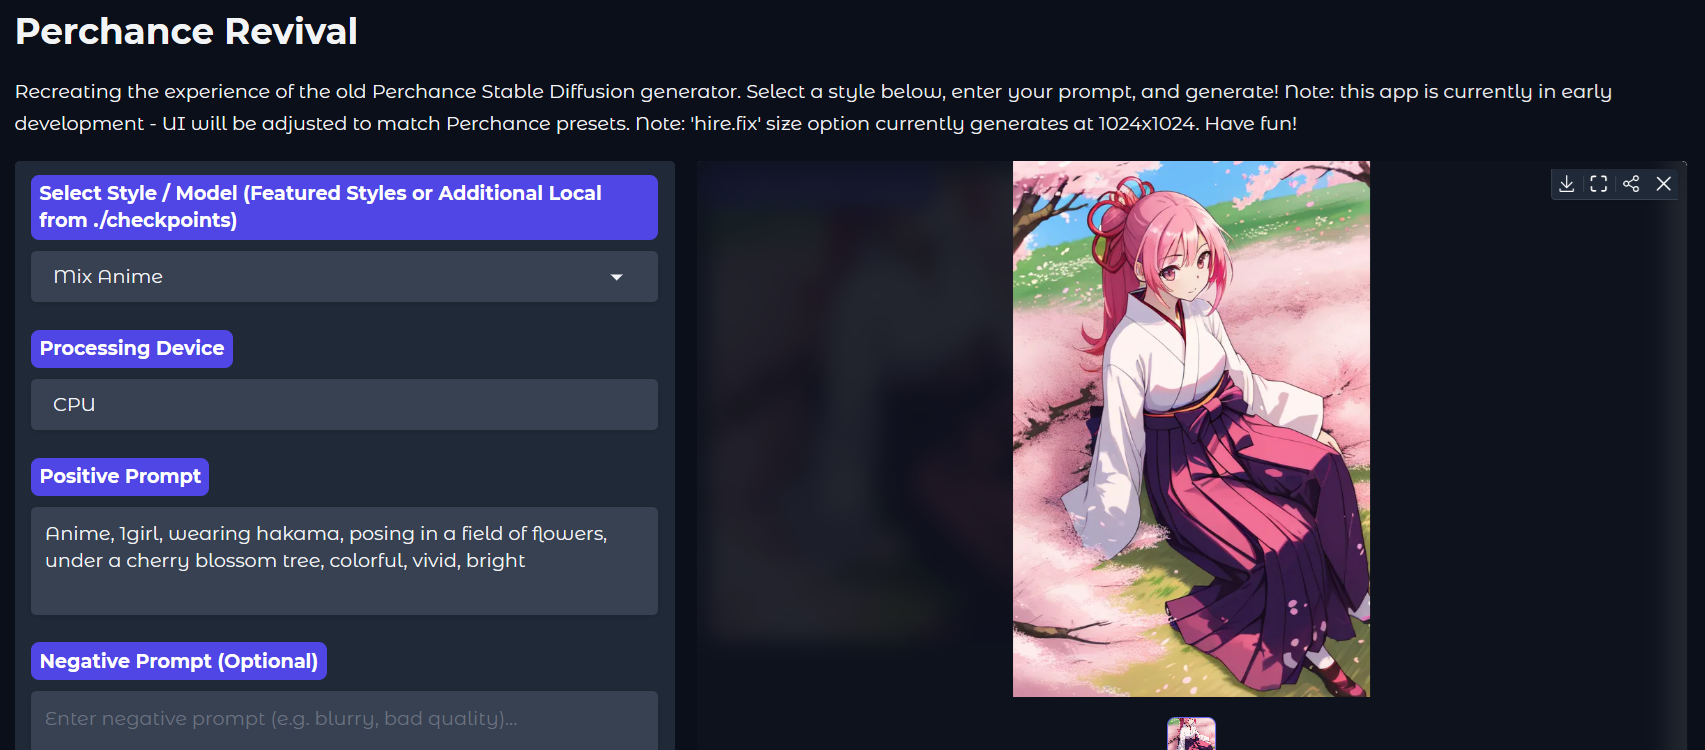 Perchance Revival
Recreating the experience of the old Perchance Stable Diffusion generator. Select a style below, enter your prompt, and generate! Note: this app is currently in early
development - UI will be adjusted to match Perchance presets. Note: 'hire.fix' size option currently generates at 1024x1024. Have fun!
Select Style / Model (Featured Styles or Additional Local
from ./checkpoints)
Mix Anime
Processing Device
CPU
Positive Prompt
Anime, 1girl, wearing hakama, posing in a field of flowers,
under a cherry blossom tree, colorful, vivid, bright
Negative Prompt (Optional)
Enter negative prompt (e.g. blurry, bad quality)...